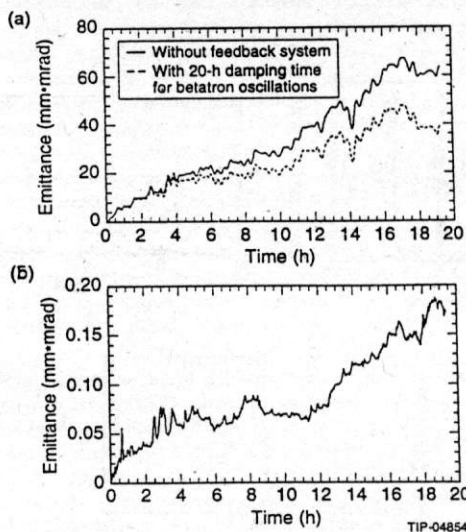 (a)
80
60
40
20
0
Emittance (mm•mrad)
Without feedback system
With 20-h damping time
for betatron oscillations
0 2 4 6 8 10 12 14 16 18 20
Time (h)
(b)
0.20
0.15
0.10
0.05
0
Emittance (mm•mrad)
0 2 4 6 8 10 12 14 16 18 20
Time (h)
TIP-04854